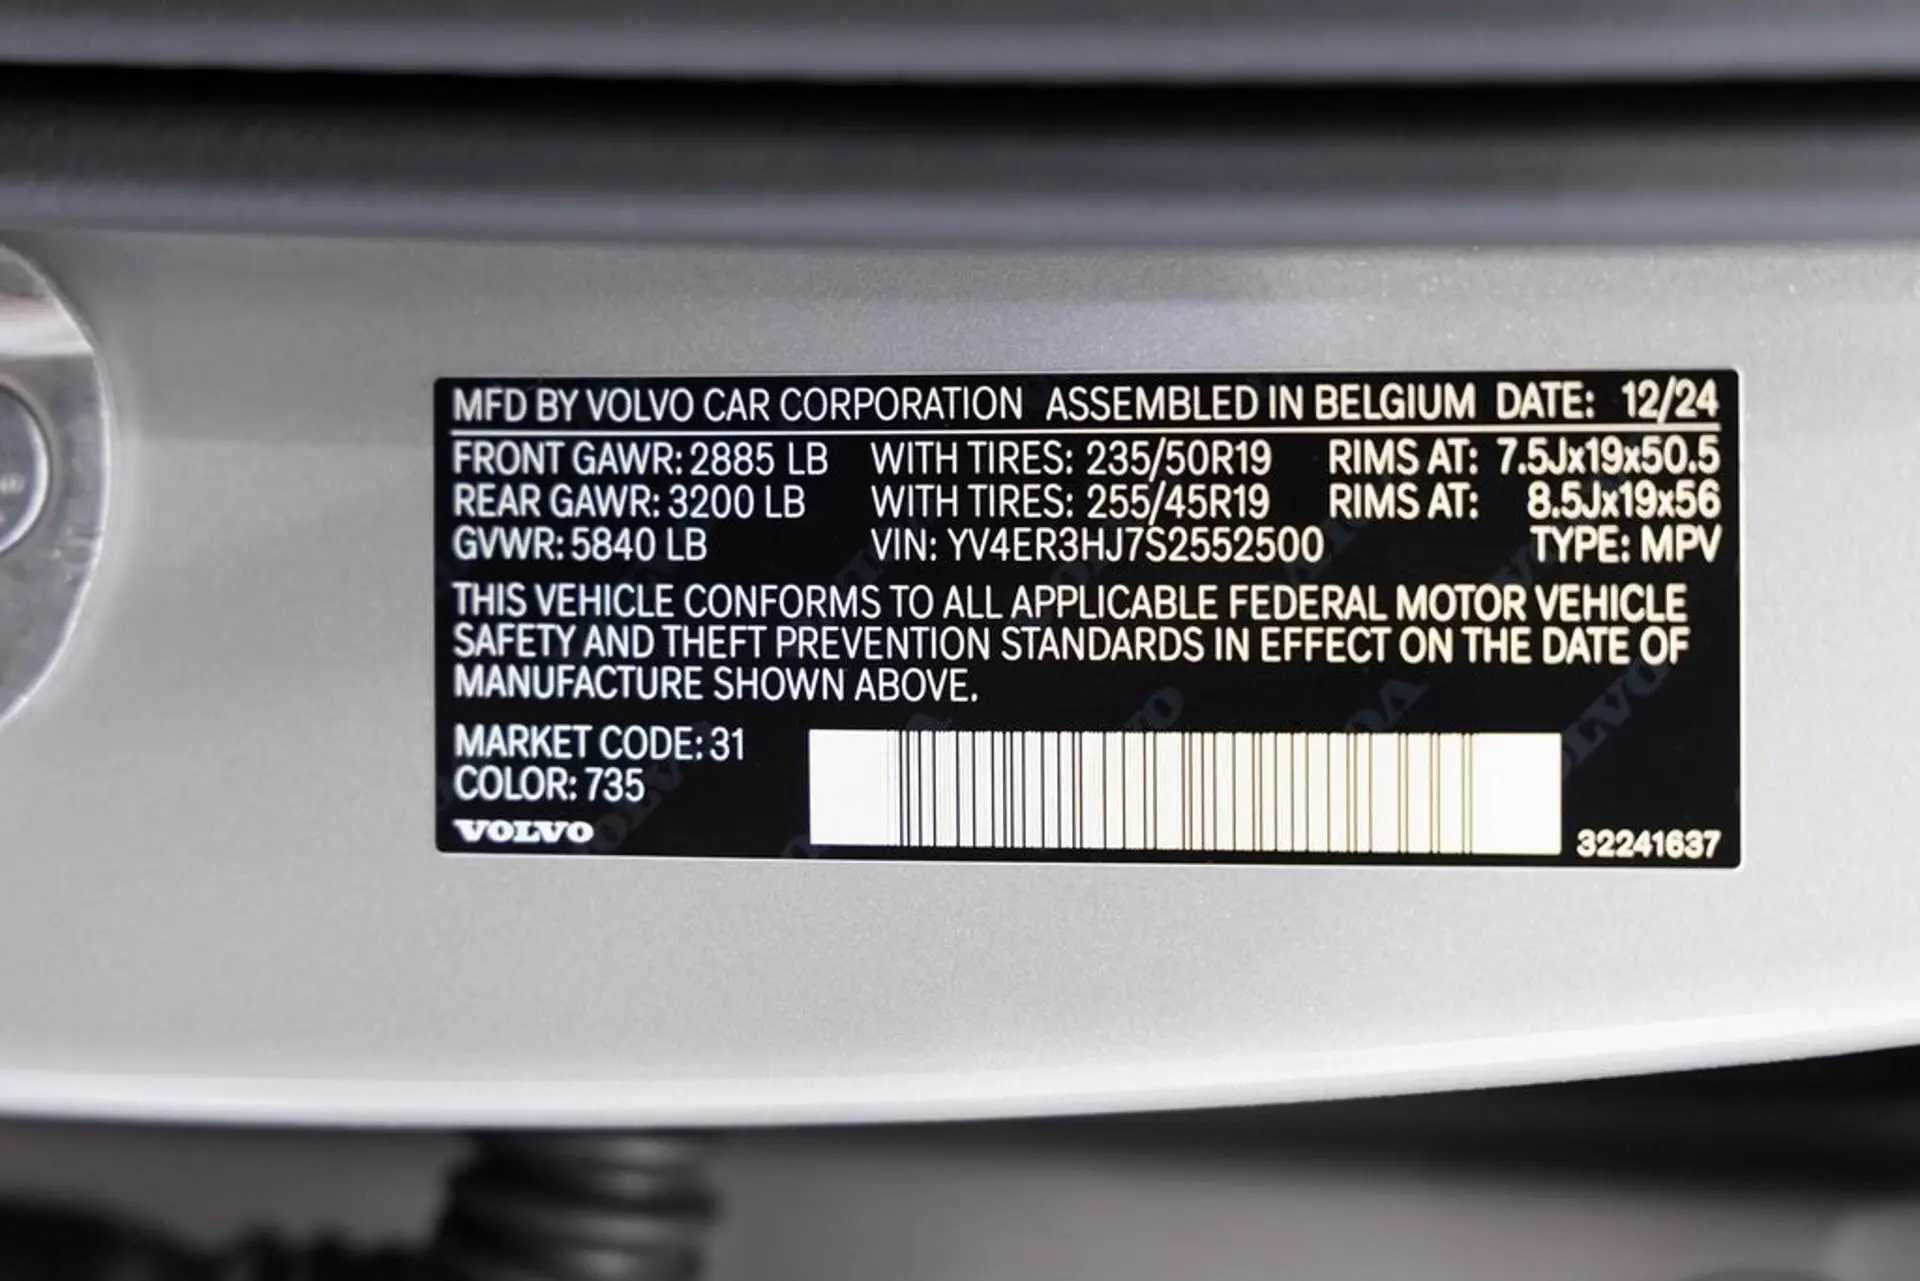 MFD BY VOLVO CAR CORPORATION ASSEMBLED IN BELGIUM DATE: 12/24
FRONT GAWR: 2885 LB WITH TIRES: 235/50R19 RIMS AT: 7.5Jx19x50.5
REAR GAWR: 3200 LB WITH TIRES: 255/45R19 RIMS AT: 8.5Jx19x56
GVWR: 5840 LB VIN: YV4ER3HJ7S2552500 TYPE: MPV
THIS VEHICLE CONFORMS TO ALL APPLICABLE FEDERAL MOTOR VEHICLE
SAFETY AND THEFT PREVENTION STANDARDS IN EFFECT ON THE DATE OF
MANUFACTURE SHOWN ABOVE.
MARKET CODE: 31
COLOR: 735
VOLVO
32241637